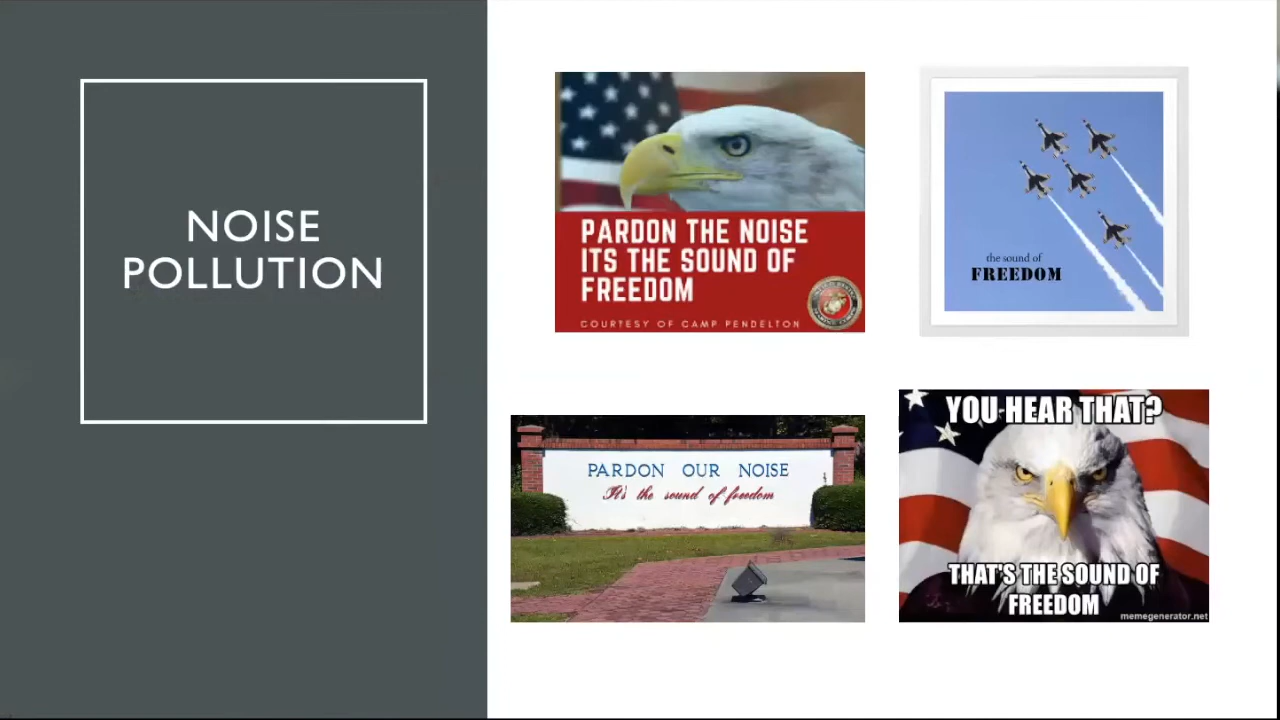 NOISE
POLLUTION
PARDON THE NOISE
ITS THE SOUND OF
FREEDOM
COURTESY OF CAMP PENDELTON
the sound of
FREEDOM
PARDON OUR NOISE
It's the sound of freedom
YOU HEAR THAT?
THAT'S THE SOUND OF
FREEDOM
memegenerator.net